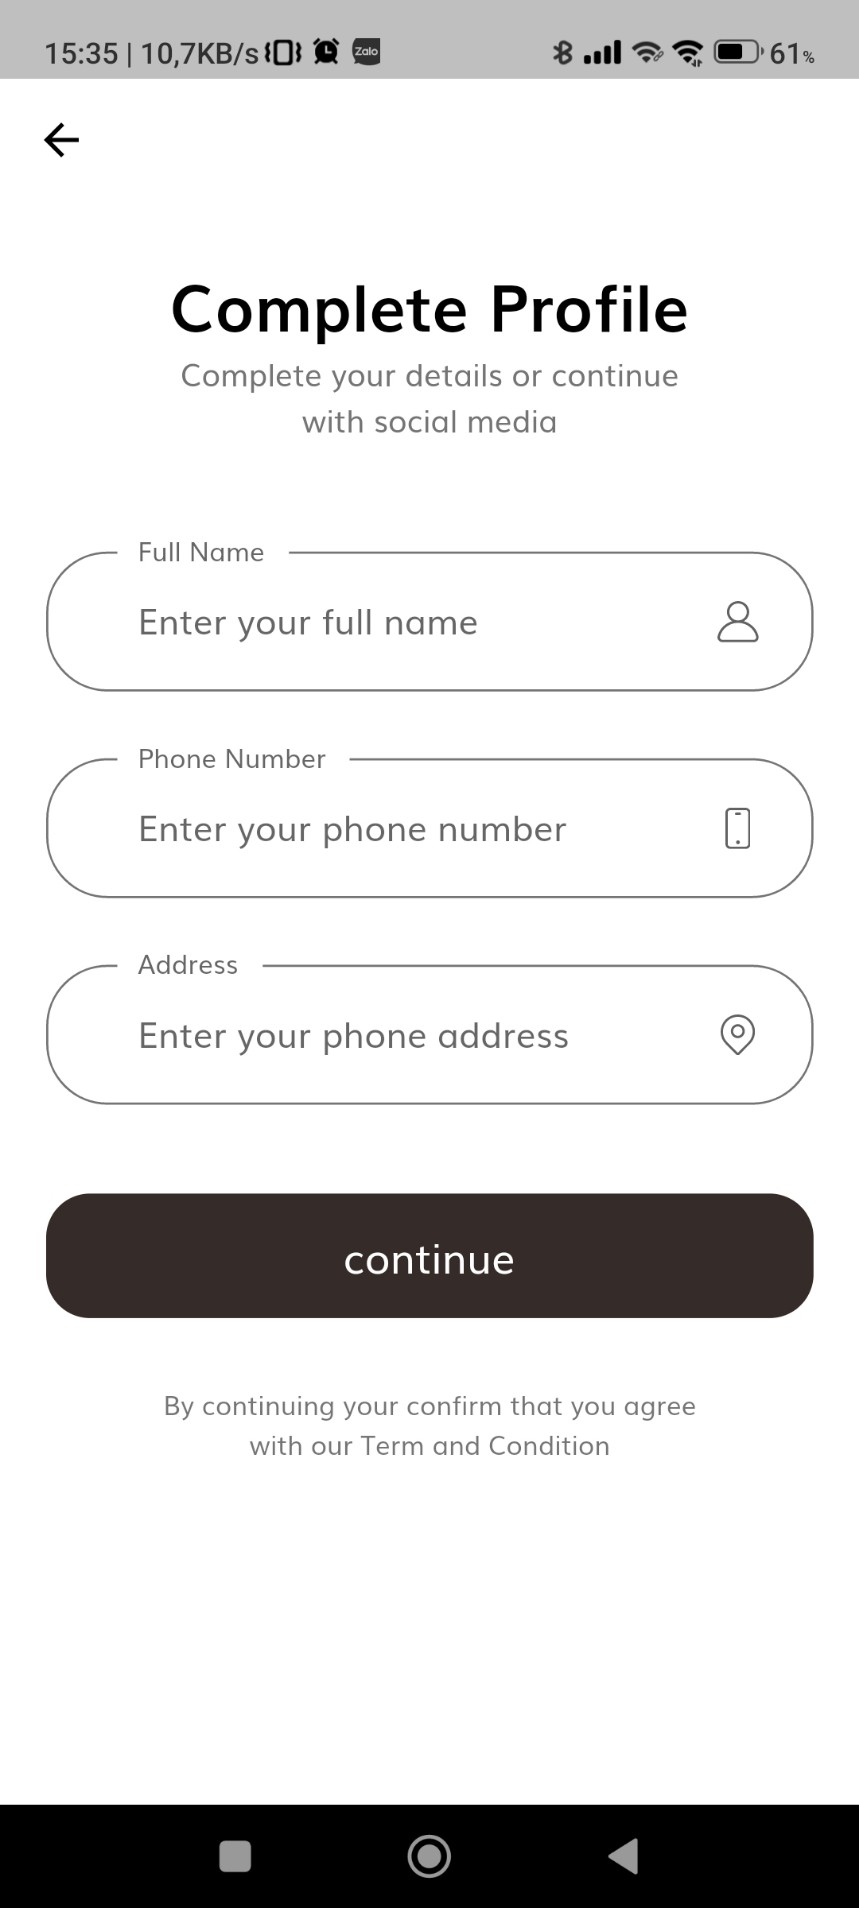 15:35 | 10,7KB/s Zalo 61%
Complete Profile
Complete your details or continue
with social media
Full Name
Enter your full name
Phone Number
Enter your phone number
Address
Enter your phone address
continue
By continuing your confirm that you agree
with our Term and Condition